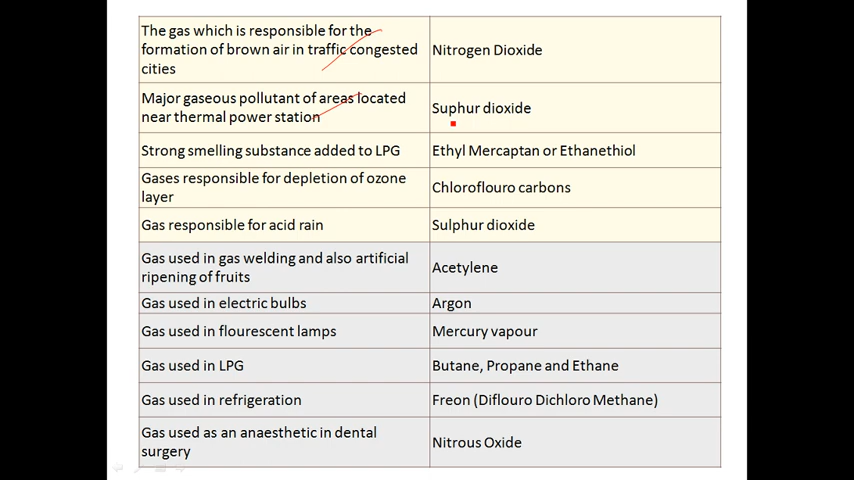 The gas which is responsible for the
formation of brown air in traffic congested
cities
Nitrogen Dioxide
Major gaseous pollutant of areas located
near thermal power station
Suphur dioxide
Strong smelling substance added to LPG
Ethyl Mercaptan or Ethanethiol
Gases responsible for depletion of ozone
layer
Chloroflouro carbons
Gas responsible for acid rain
Sulphur dioxide
Gas used in gas welding and also artificial
ripening of fruits
Acetylene
Gas used in electric bulbs
Argon
Gas used in flourescent lamps
Mercury vapour
Gas used in LPG
Butane, Propane and Ethane
Gas used in refrigeration
Freon (Diflouro Dichloro Methane)
Gas used as an anaesthetic in dental
surgery
Nitrous Oxide